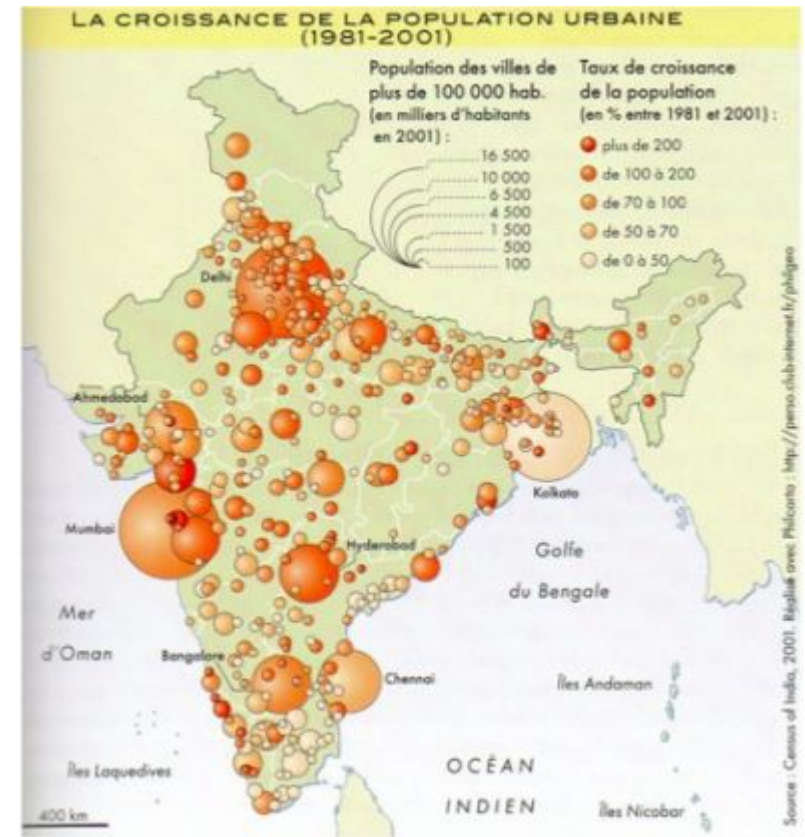 LA CROISSANCE DE LA POPULATION URBAINE
(1981-2001)
Population des villes de
plus de 100 000 hab.
(en milliers d'habitants
en 2001) :
16 500
10 000
6 500
4 500
1 500
500
100
Taux de croissance
de la population
(en % entre 1981 et 2001) :
plus de 200
de 100 à 200
de 70 à 100
de 50 à 70
de 0 à 50
Delhi
Ahmedabad
Kolkata
Mumbai
Hyderabad
Golfe
du Bengale
Mer
d'Oman
Bangalore
Chennai
Îles Andaman
Îles Laquedives
OCÉAN
INDIEN
Îles Nicobar
400 km
Source : Census of India, 2001. Réalisé avec Philcarto : http://perso.club-internet.fr/philgeo